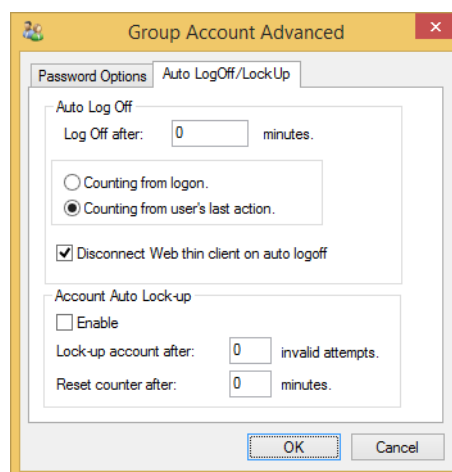 Group Account Advanced
Password Options Auto LogOff/LockUp
Auto Log Off
Log Off after: 0 minutes.
Counting from logon.
Counting from user's last action.
Disconnect Web thin client on auto logoff
Account Auto Lock-up
Enable
Lock-up account after: 0 invalid attempts.
Reset counter after: 0 minutes.
OK Cancel